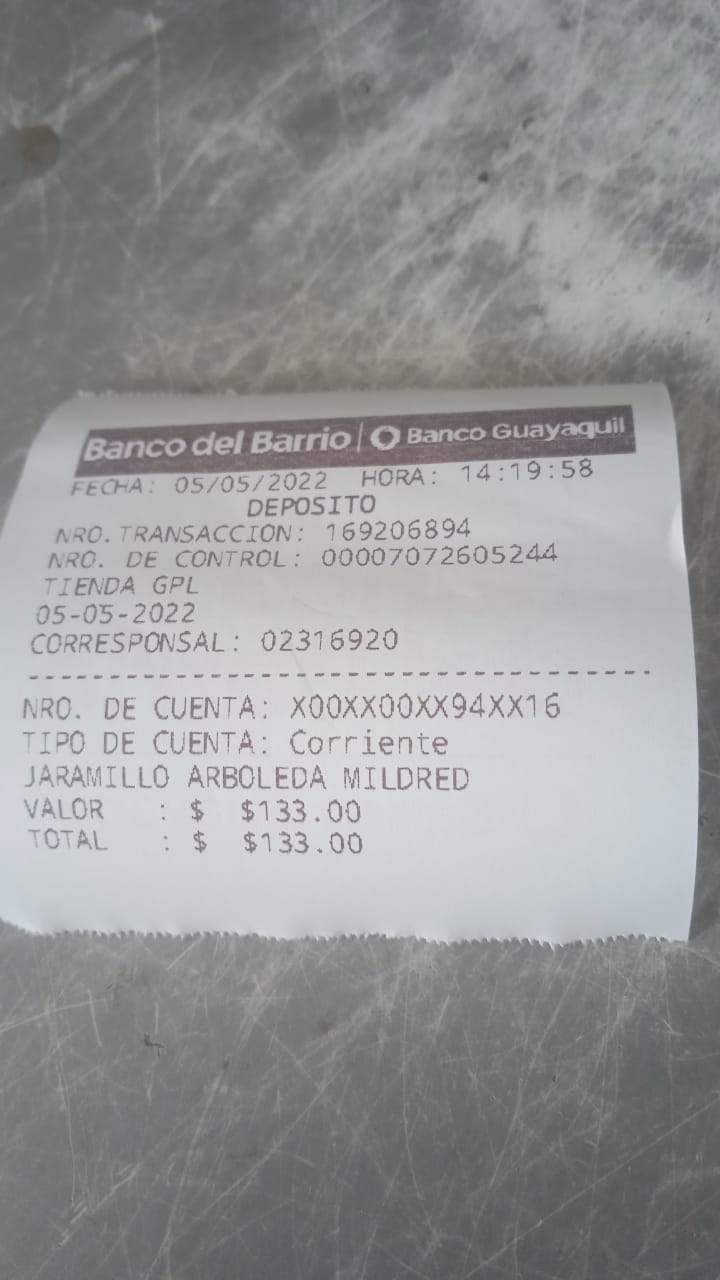 Banco del Barrio | Banco Guayaquil
FECHA: 05/05/2022 HORA: 14:19:58
DEPOSITO
NRO. TRANSACCION: 169206894
NRO. DE CONTROL: 00007072605244
TIENDA GPL
05-05-2022
CORRESPONSAL: 02316920
---------------------------------------
NRO. DE CUENTA: X00XX00XX94XX16
TIPO DE CUENTA: Corriente
JARAMILLO ARBOLEDA MILDRED
VALOR : $ $133.00
TOTAL : $ $133.00